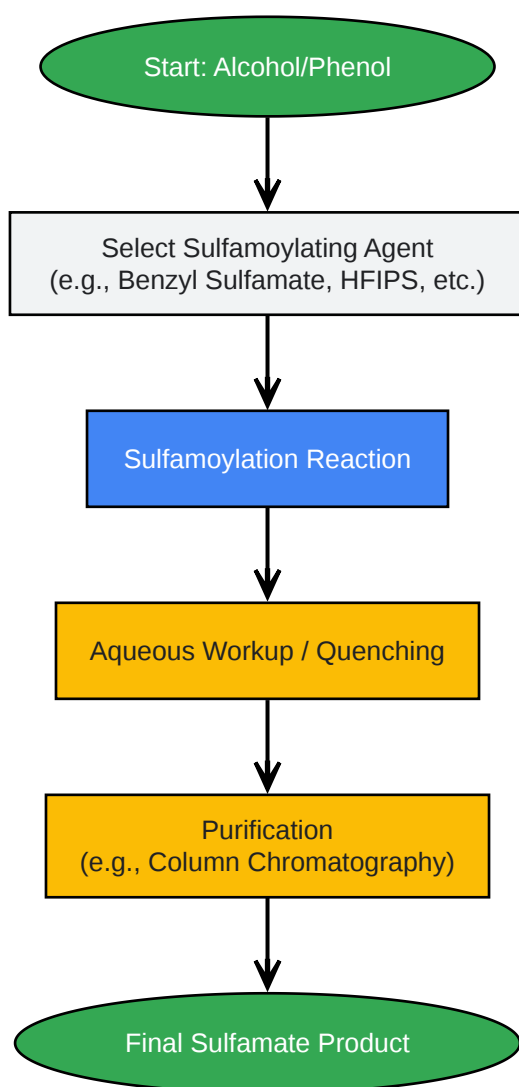 Start: Alcohol/Phenol
Select Sulfamoylating Agent
(e.g., Benzyl Sulfamate, HFIPS, etc.)
Sulfamoylation Reaction
Aqueous Workup / Quenching
Purification
(e.g., Column Chromatography)
Final Sulfamate Product